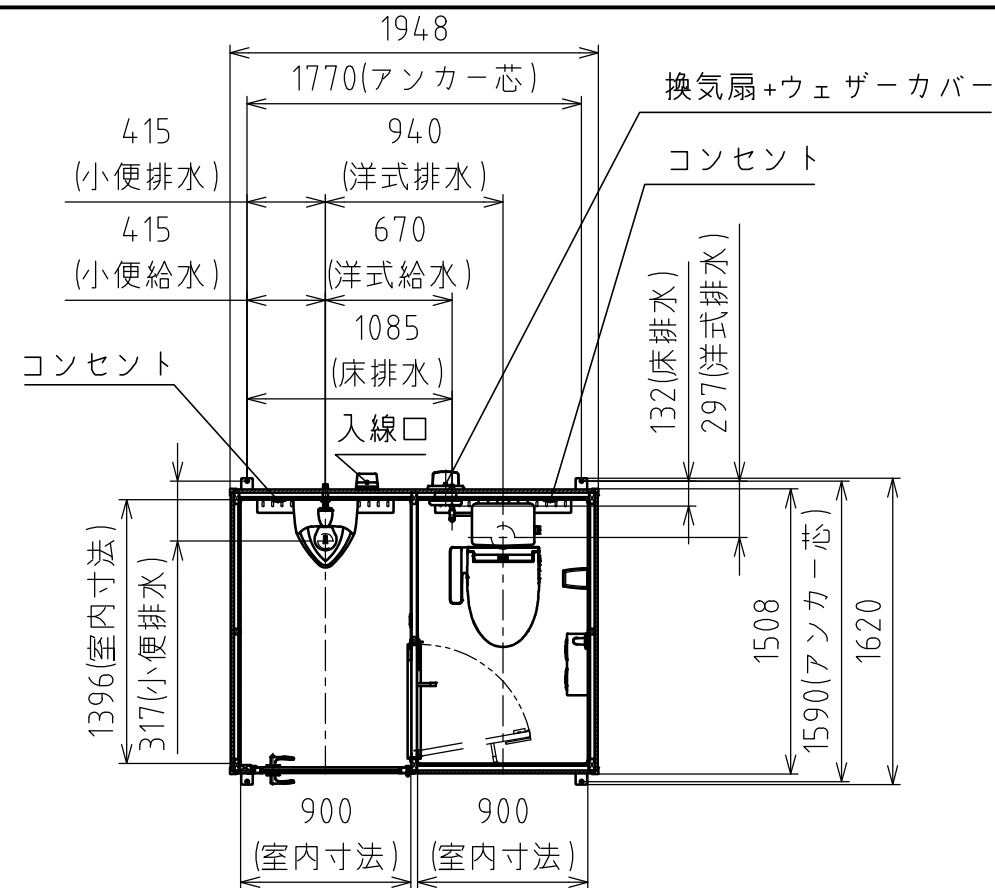 1948
1770(アンカー芯)
換気扇+ウェザーカバー
415
(小便排水)
940
(洋式排水)
コンセント
415
(小便給水)
670
(洋式給水)
1085
(床排水)
132(床排水)
297(洋式排水)
コンセント
入線口
1396(室内寸法)
317(小便排水)
1508
1590(アンカー芯)
1620
900
(室内寸法)
900
(室内寸法)